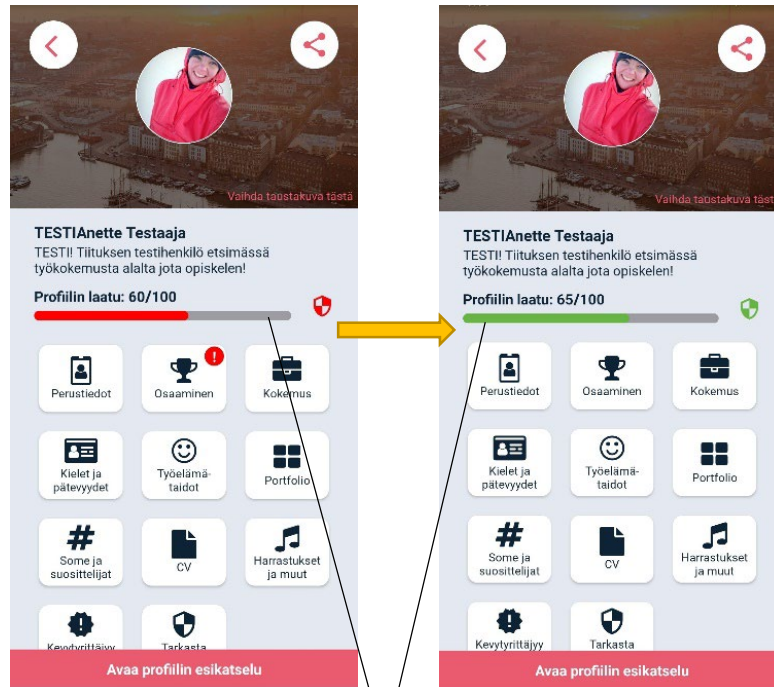 Vaihda taustakuva tästä
TESTIAnette Testaaja
TESTI! Tiituksen testihenkilö etsimässä
työkokemusta alalta jota opiskelen!
Profiilin laatu: 60/100
Perustiedot
Osaaminen
Kokemus
Kielet ja
pätevyydet
Työelämä-
taidot
Portfolio
Some ja
suosittelijat
CV
Harrastukset
ja muut
Kevytyrittäjyy
Tarkasta
Avaa profiilin esikatselu
Vaihda taustakuva täst
TESTIAnette Testaaja
TESTI! Tiituksen testihenkilö etsimässä
työkokemusta alalta jota opiskelen!
Profiilin laatu: 65/100
Perustiedot
Osaaminen
Kokemus
Kielet ja
pätevyydet
Työelämä-
taidot
Portfolio
Some ja
suosittelijat
CV
Harrastukset
ja muut
Kevytyrittäjyy
Tarkasta
Avaa profiilin esikatselu